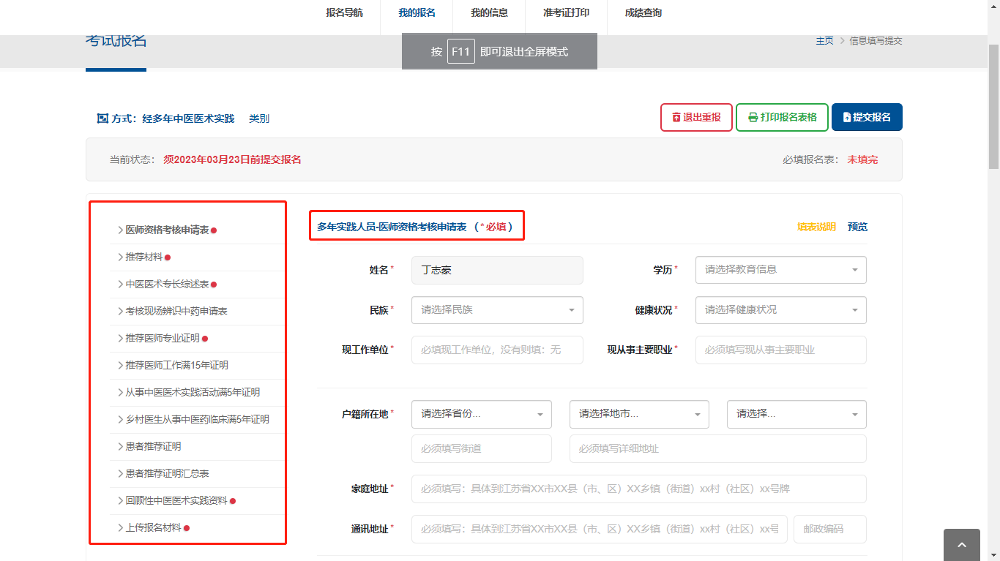 报名导航 我的报名 我的信息 准考证打印 成绩查询
考试报名 主页 > 信息填写提交
按 F11 即可退出全屏模式
方式：经多年中医医术实践 类别 退出重报 打印报名表格 提交报名
当前状态： 须2023年03月23日前提交报名 必填报名表： 未填完
医师资格考核申请表
推荐材料
中医医术专长综述表
考核现场辨识中药申请表
推荐医师专业证明
推荐医师工作满15年证明
从事中医医术实践活动满5年证明
乡村医生从事中医药临床满5年证明
患者推荐证明
患者推荐证明汇总表
回顾性中医医术实践资料
上传报名材料
多年实践人员-医师资格考核申请表 （*必填） 填表说明 预览
姓名* 丁志豪 学历* 请选择教育信息
民族* 请选择民族 健康状况* 请选择健康状况
现工作单位* 必填现工作单位，没有则填：无 现从事主要职业* 必须填写现从事主要职业
户籍所在地* 请选择省份... 请选择地市... 请选择...
必须填写街道 必须填写详细地址
家庭地址* 必须填写：具体到江苏省XX市XX县（市、区）XX乡镇（街道）xx村（社区）xx号牌
通讯地址* 必须填写：具体到江苏省XX市XX县（市、区）XX乡镇（街道）xx村（社区）xx号 邮政编码